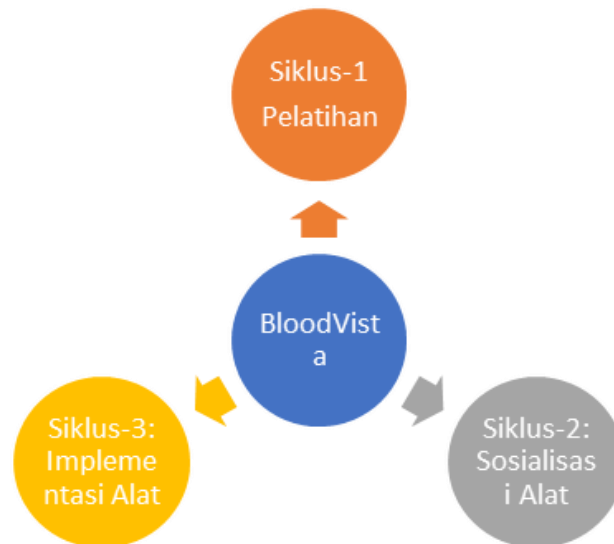 Siklus-1
Pelatihan
BloodVist
a
Siklus-3:
Impleme
ntasi Alat
Siklus-2:
Sosialisas
i Alat